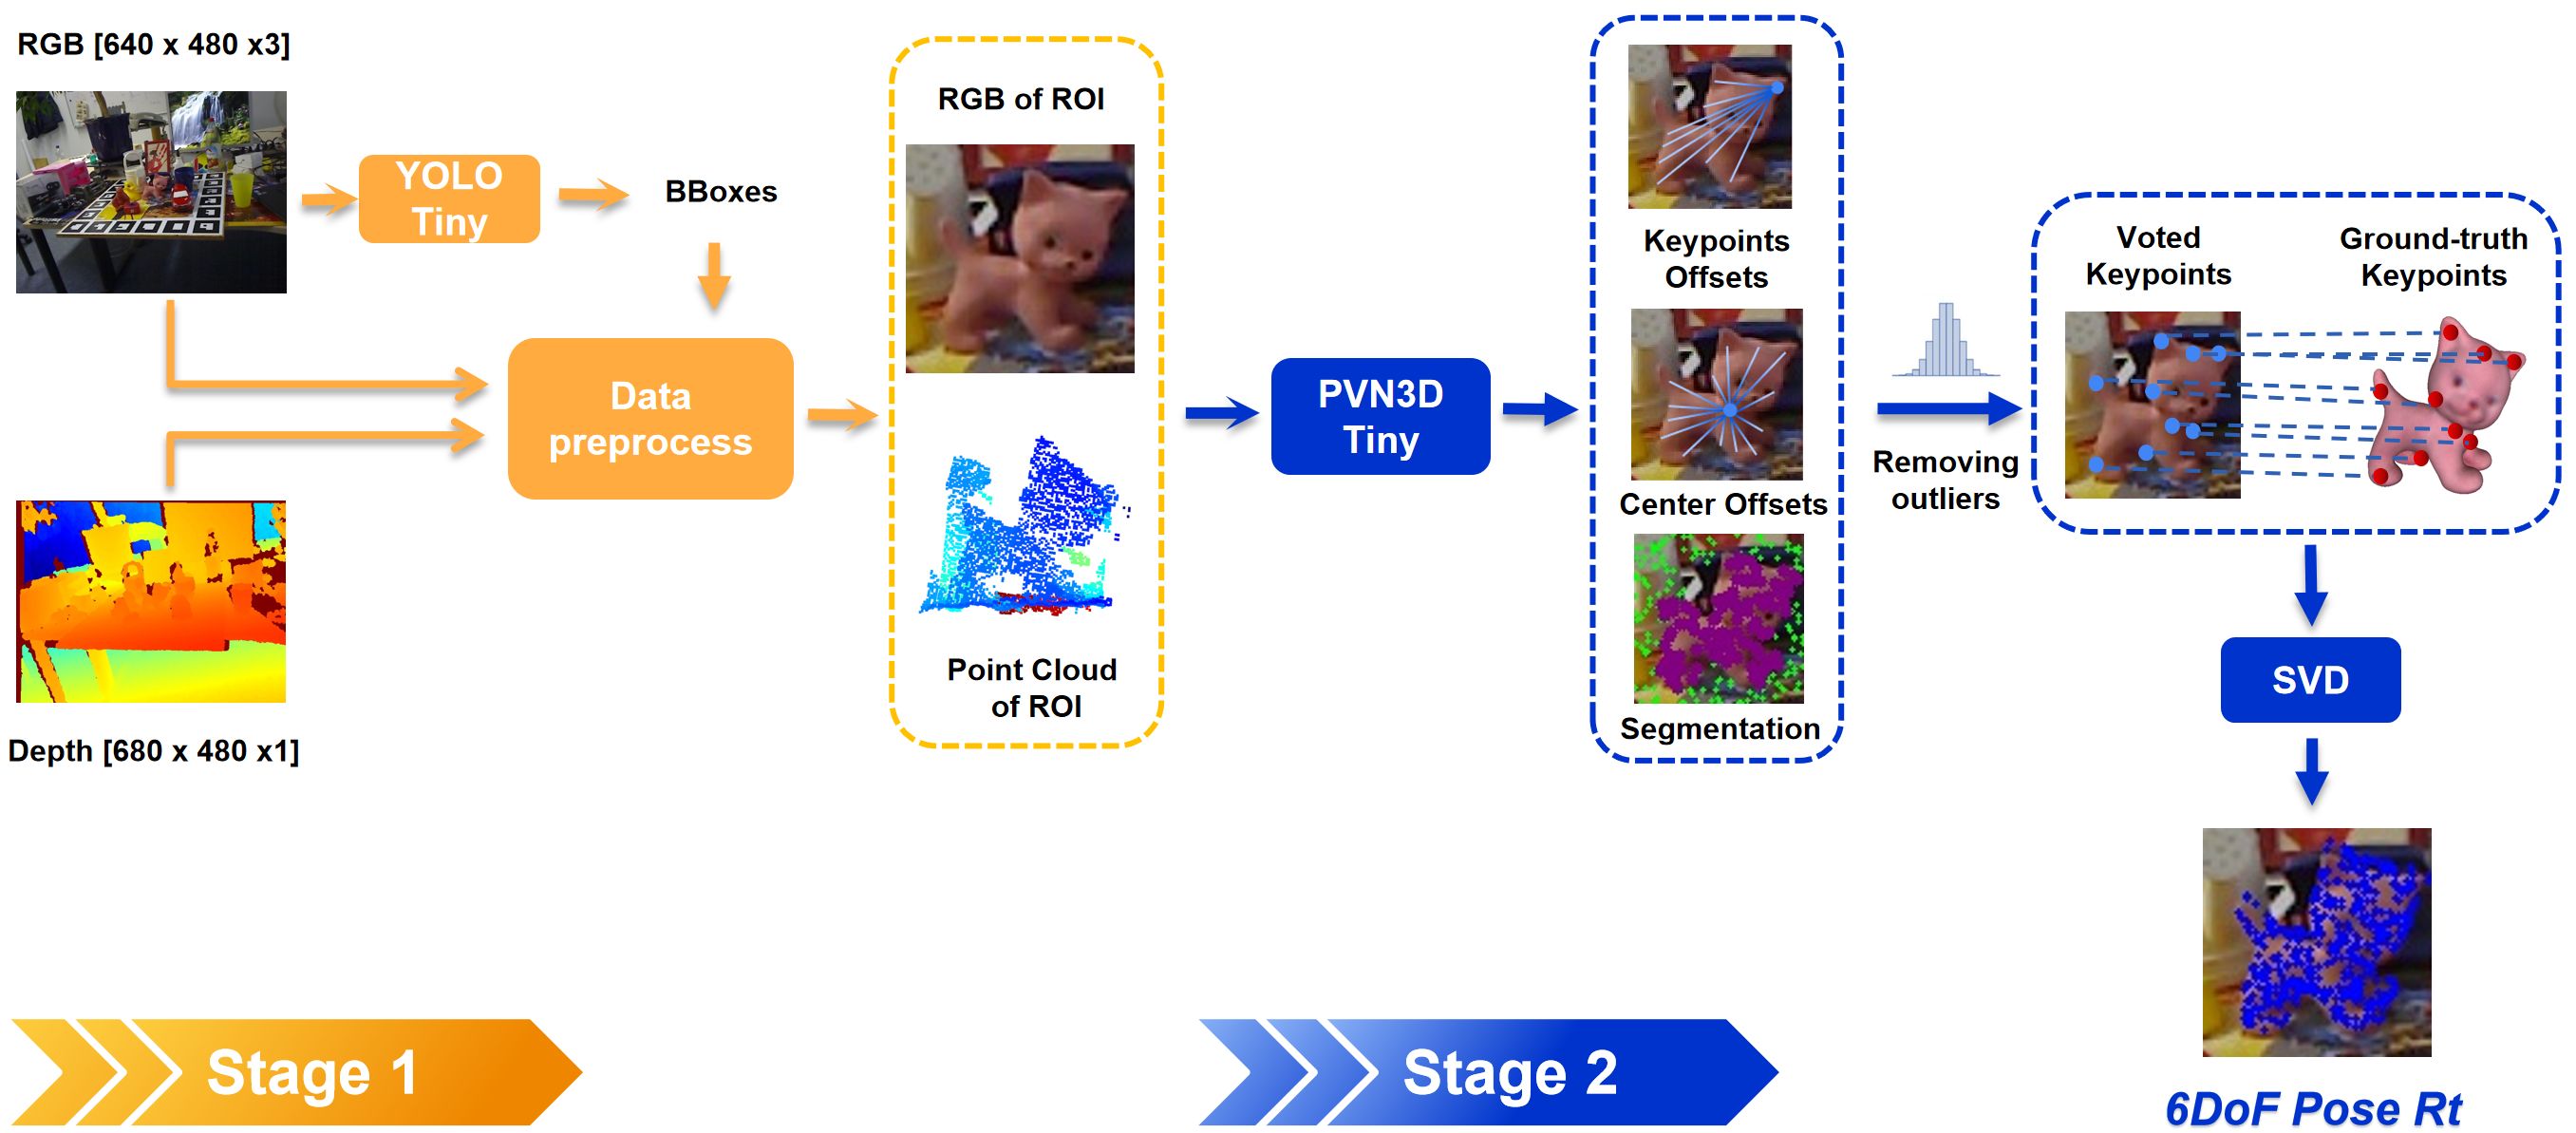 RGB [640 x 480 x3]
YOLO
Tiny
BBoxes
Data
preprocess
Depth [680 x 480 x1]
RGB of ROI
Point Cloud
of ROI
PVN3D
Tiny
Keypoints
Offsets
Center Offsets
Segmentation
Removing
outliers
Voted
Keypoints
Ground-truth
Keypoints
SVD
6DoF Pose Rt
Stage 1
Stage 2